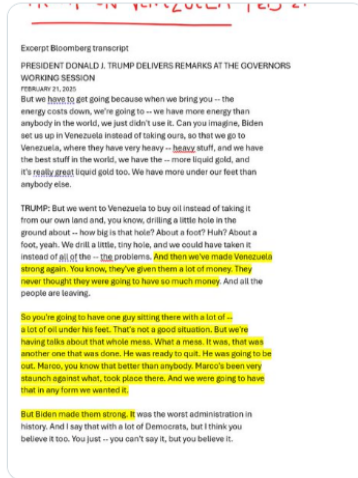 ON VENEZUELA FEB 21
Excerpt Bloomberg transcript
PRESIDENT DONALD J. TRUMP DELIVERS REMARKS AT THE GOVERNORS
WORKING SESSION
FEBRUARY 21, 2025
But we have to get going because when we bring you -- the
energy costs down, we're going to -- we have more energy than
anybody in the world, we just didn't use it. Can you imagine, Biden
set us up in Venezuela instead of taking ours, so that we go to
Venezuela, where they have very heavy -- heavy stuff, and we have
the best stuff in the world, we have the -- more liquid gold, and
it's really great liquid gold too. We have more under our feet than
anybody else.
TRUMP: But we went to Venezuela to buy oil instead of taking it
from our own land and, you know, drilling a little hole in the
ground about -- how big is that hole? About a foot? Huh? About a
foot, yeah. We drill a little, tiny hole, and we could have taken it
instead of all of the -- the problems. And then we've made Venezuela
strong again. You know, they've given them a lot of money. They
never thought they were going to have so much money. And all the
people are leaving.
So you're going to have one guy sitting there with a lot of --
a lot of oil under his feet. That's not a good situation. But we're
having talks about that whole mess. What a mess. It was, that was
another one that was done. He was ready to quit. He was going to be
out. Marco, you know that better than anybody. Marco's been very
staunch against what, took place there. And we were going to have
that in any form we wanted it.
But Biden made them strong. It was the worst administration in
history. And I say that with a lot of Democrats, but I think you
believe it too. You just -- you can't say it, but you believe it.